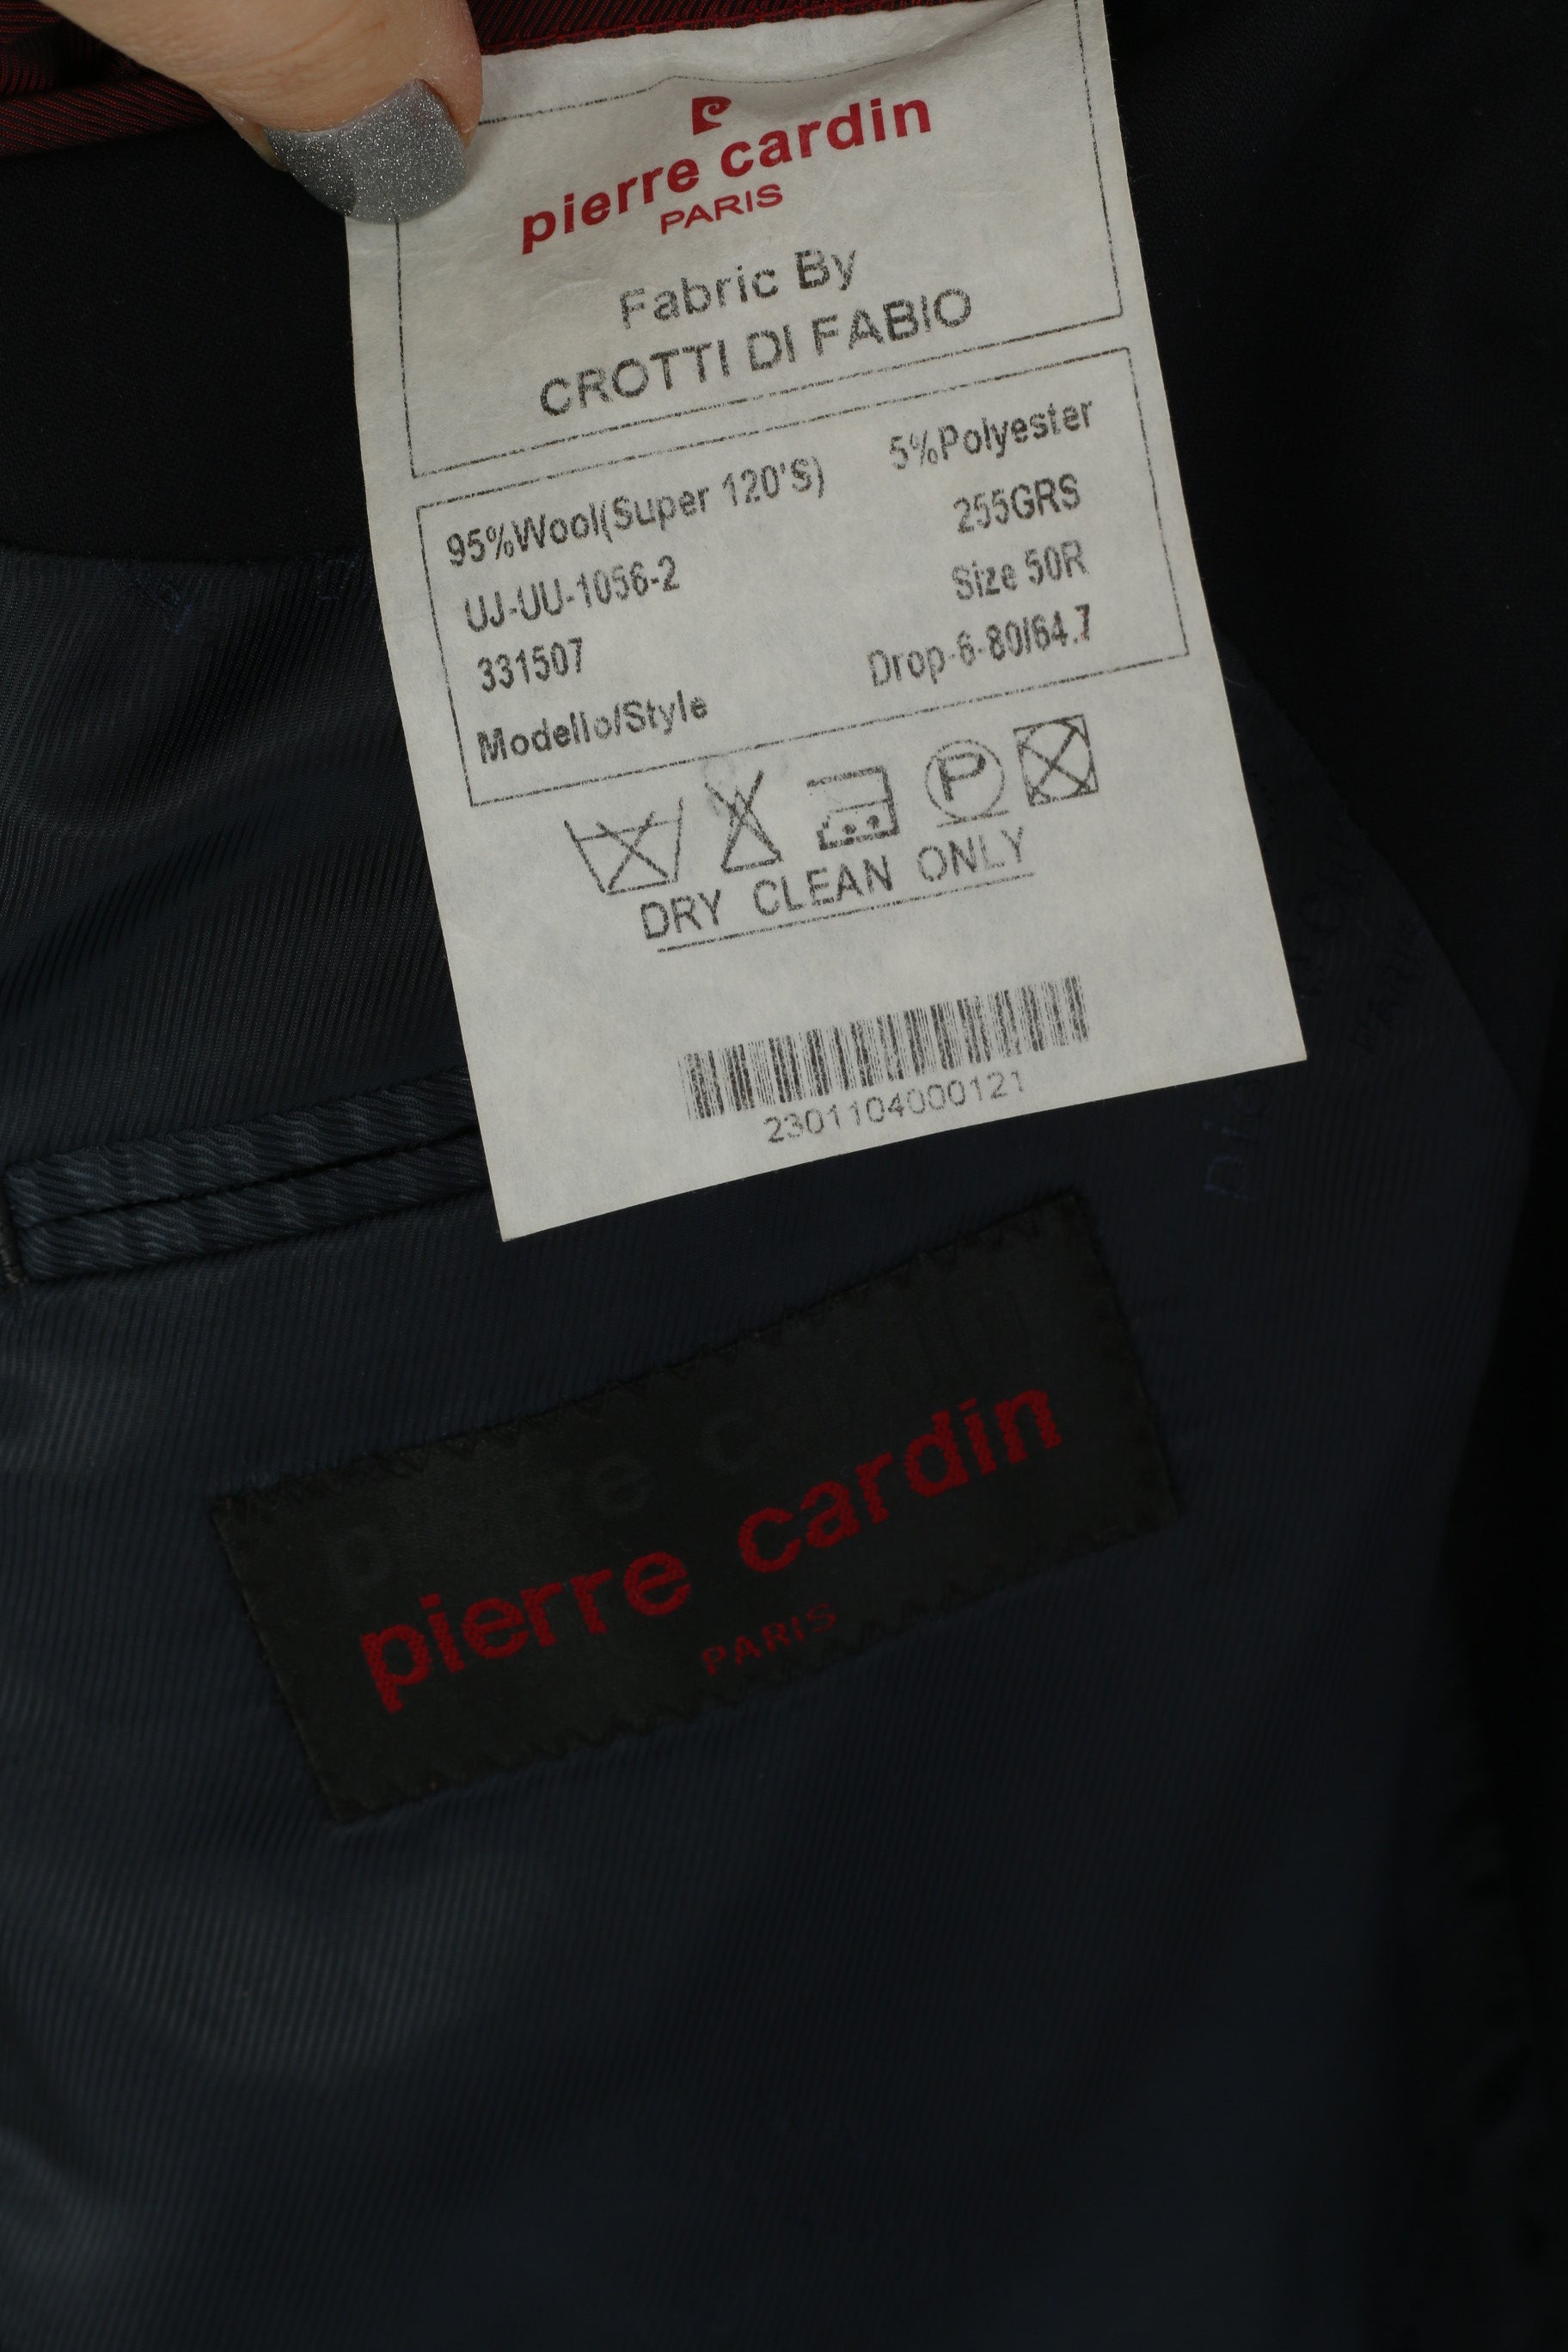 pierre cardin
PARIS
Fabric By
CROTTI DI FABIO
95%Wool(Super 120'S) 5%Polyester
UJ-UU-1056-2 255GRS
331507 Size 50R
Modello/Style Drop-6-80/64.7
P
DRY CLEAN ONLY
2301104000121
pierre cardin
PARIS